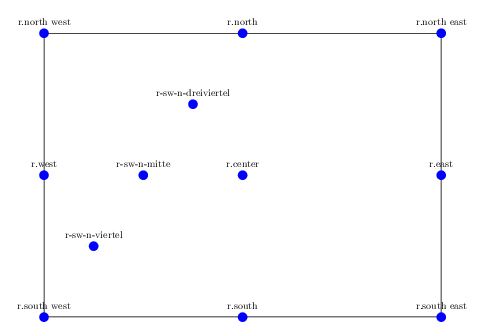 r.north west
r.north
r.north east
r-sw-n-dreiviertel
r.west
r-sw-n-mitte
r.center
r.east
r-sw-n-viertel
r.south west
r.south
r.south east